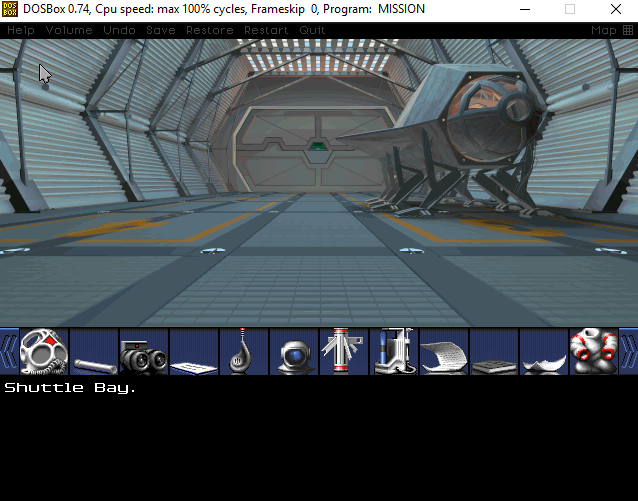 DOSBox 0.74, Cpu speed: max 100% cycles, Frameskip 0, Program: MISSION
Help Volume Undo Save Restore Restart Quit Map
Shuttle Bay.